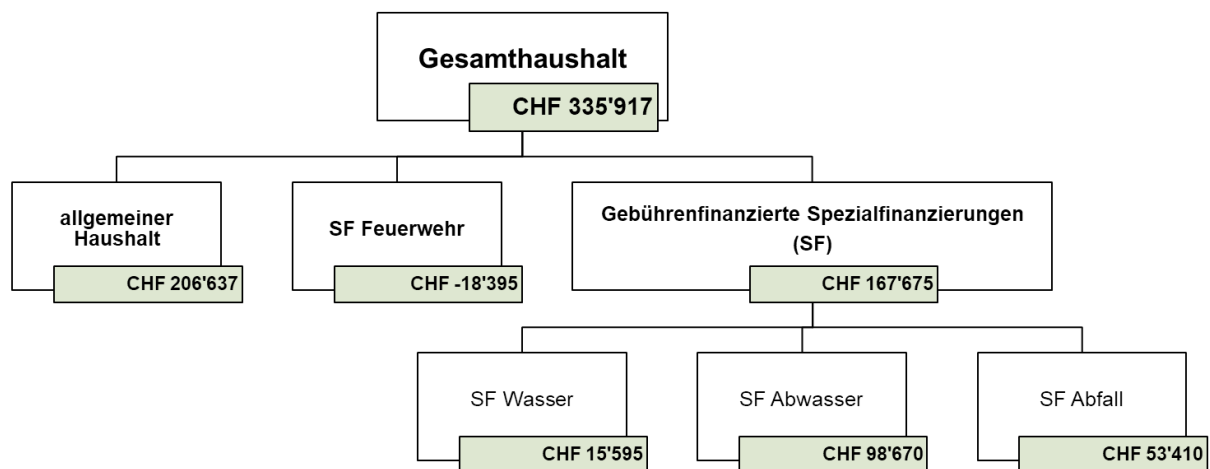 Gesamthaushalt
CHF 335'917
allgemeiner
Haushalt
CHF 206'637
SF Feuerwehr
CHF -18'395
Gebührenfinanzierte Spezialfinanzierungen
(SF)
CHF 167'675
SF Wasser
CHF 15'595
SF Abwasser
CHF 98'670
SF Abfall
CHF 53'410